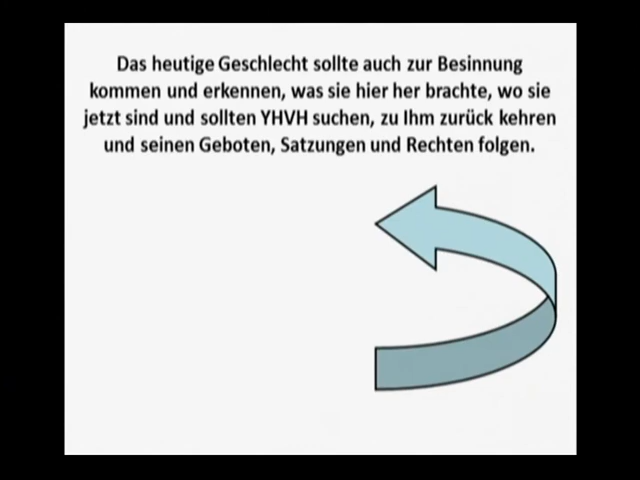 Das heutige Geschlecht sollte auch zur Besinnung
kommen und erkennen, was sie hier her brachte, wo sie
jetzt sind und sollten YHVH suchen, zu Ihm zurück kehren
und seinen Geboten, Satzungen und Rechten folgen.